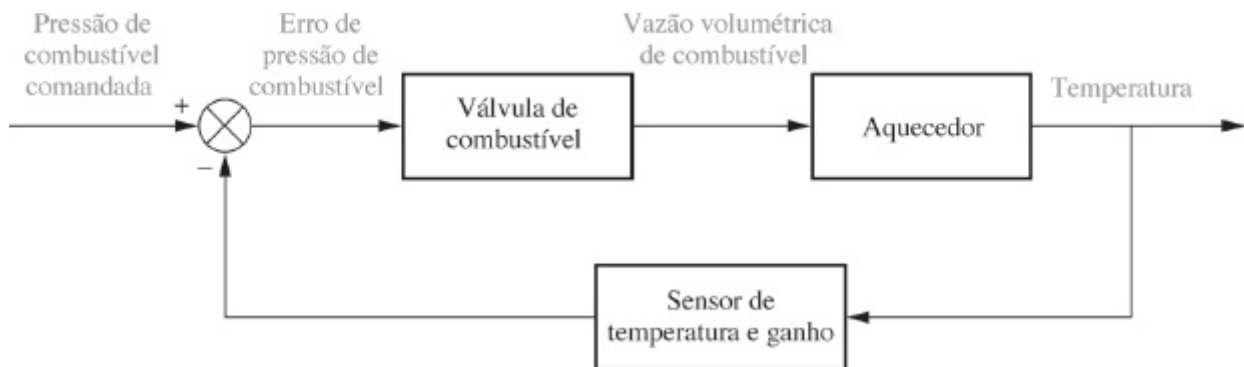 Pressão de
combustível
comandada
+
−
Erro de
pressão de
combustível
Válvula de
combustível
Vazão volumétrica
de combustível
Aquecedor
Temperatura
Sensor de
temperatura e ganho